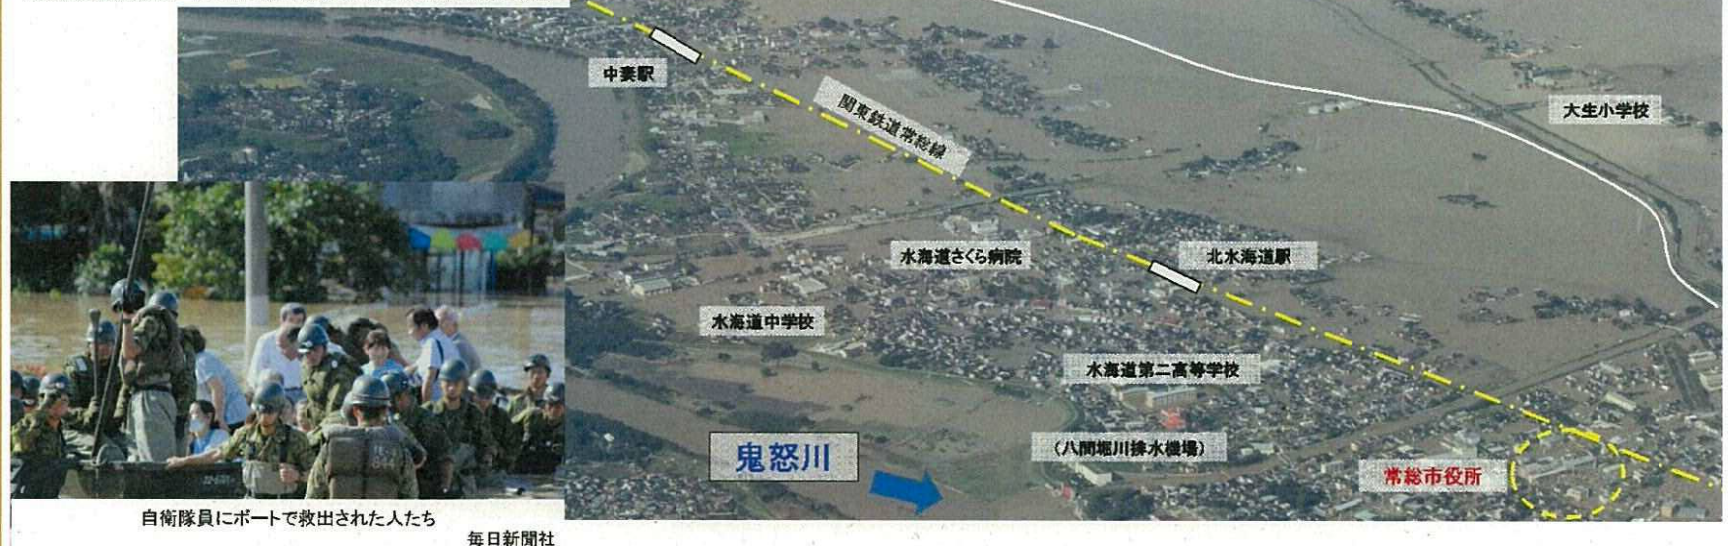 中妻駅
関東鉄道常総線
大生小学校
水海道さくら病院
北水海道駅
水海道中学校
水海道第二高等学校
鬼怒川
（八間堀川排水機場）
常総市役所
自衛隊員にボートで救出された人たち
毎日新聞社